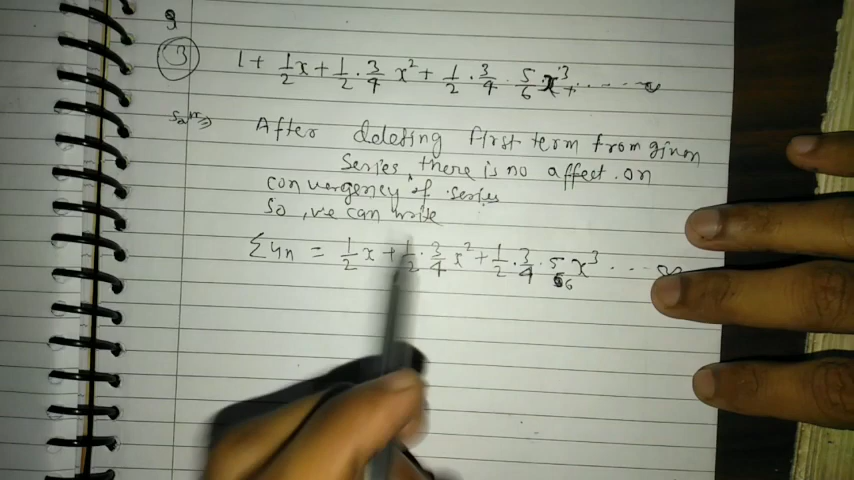 9
3 1 + 1/2 x + 1/2 . 3/4 x² + 1/2 . 3/4 . 5/6 x³ + . . . . . ∞
Solⁿ⇒ After deleting first term from given
series there is no affect on
convergency of series
so, we can write
Σun = 1/2 x + 1/2 . 3/4 x² + 1/2 . 3/4 . 5/6 x³ . . . ∞